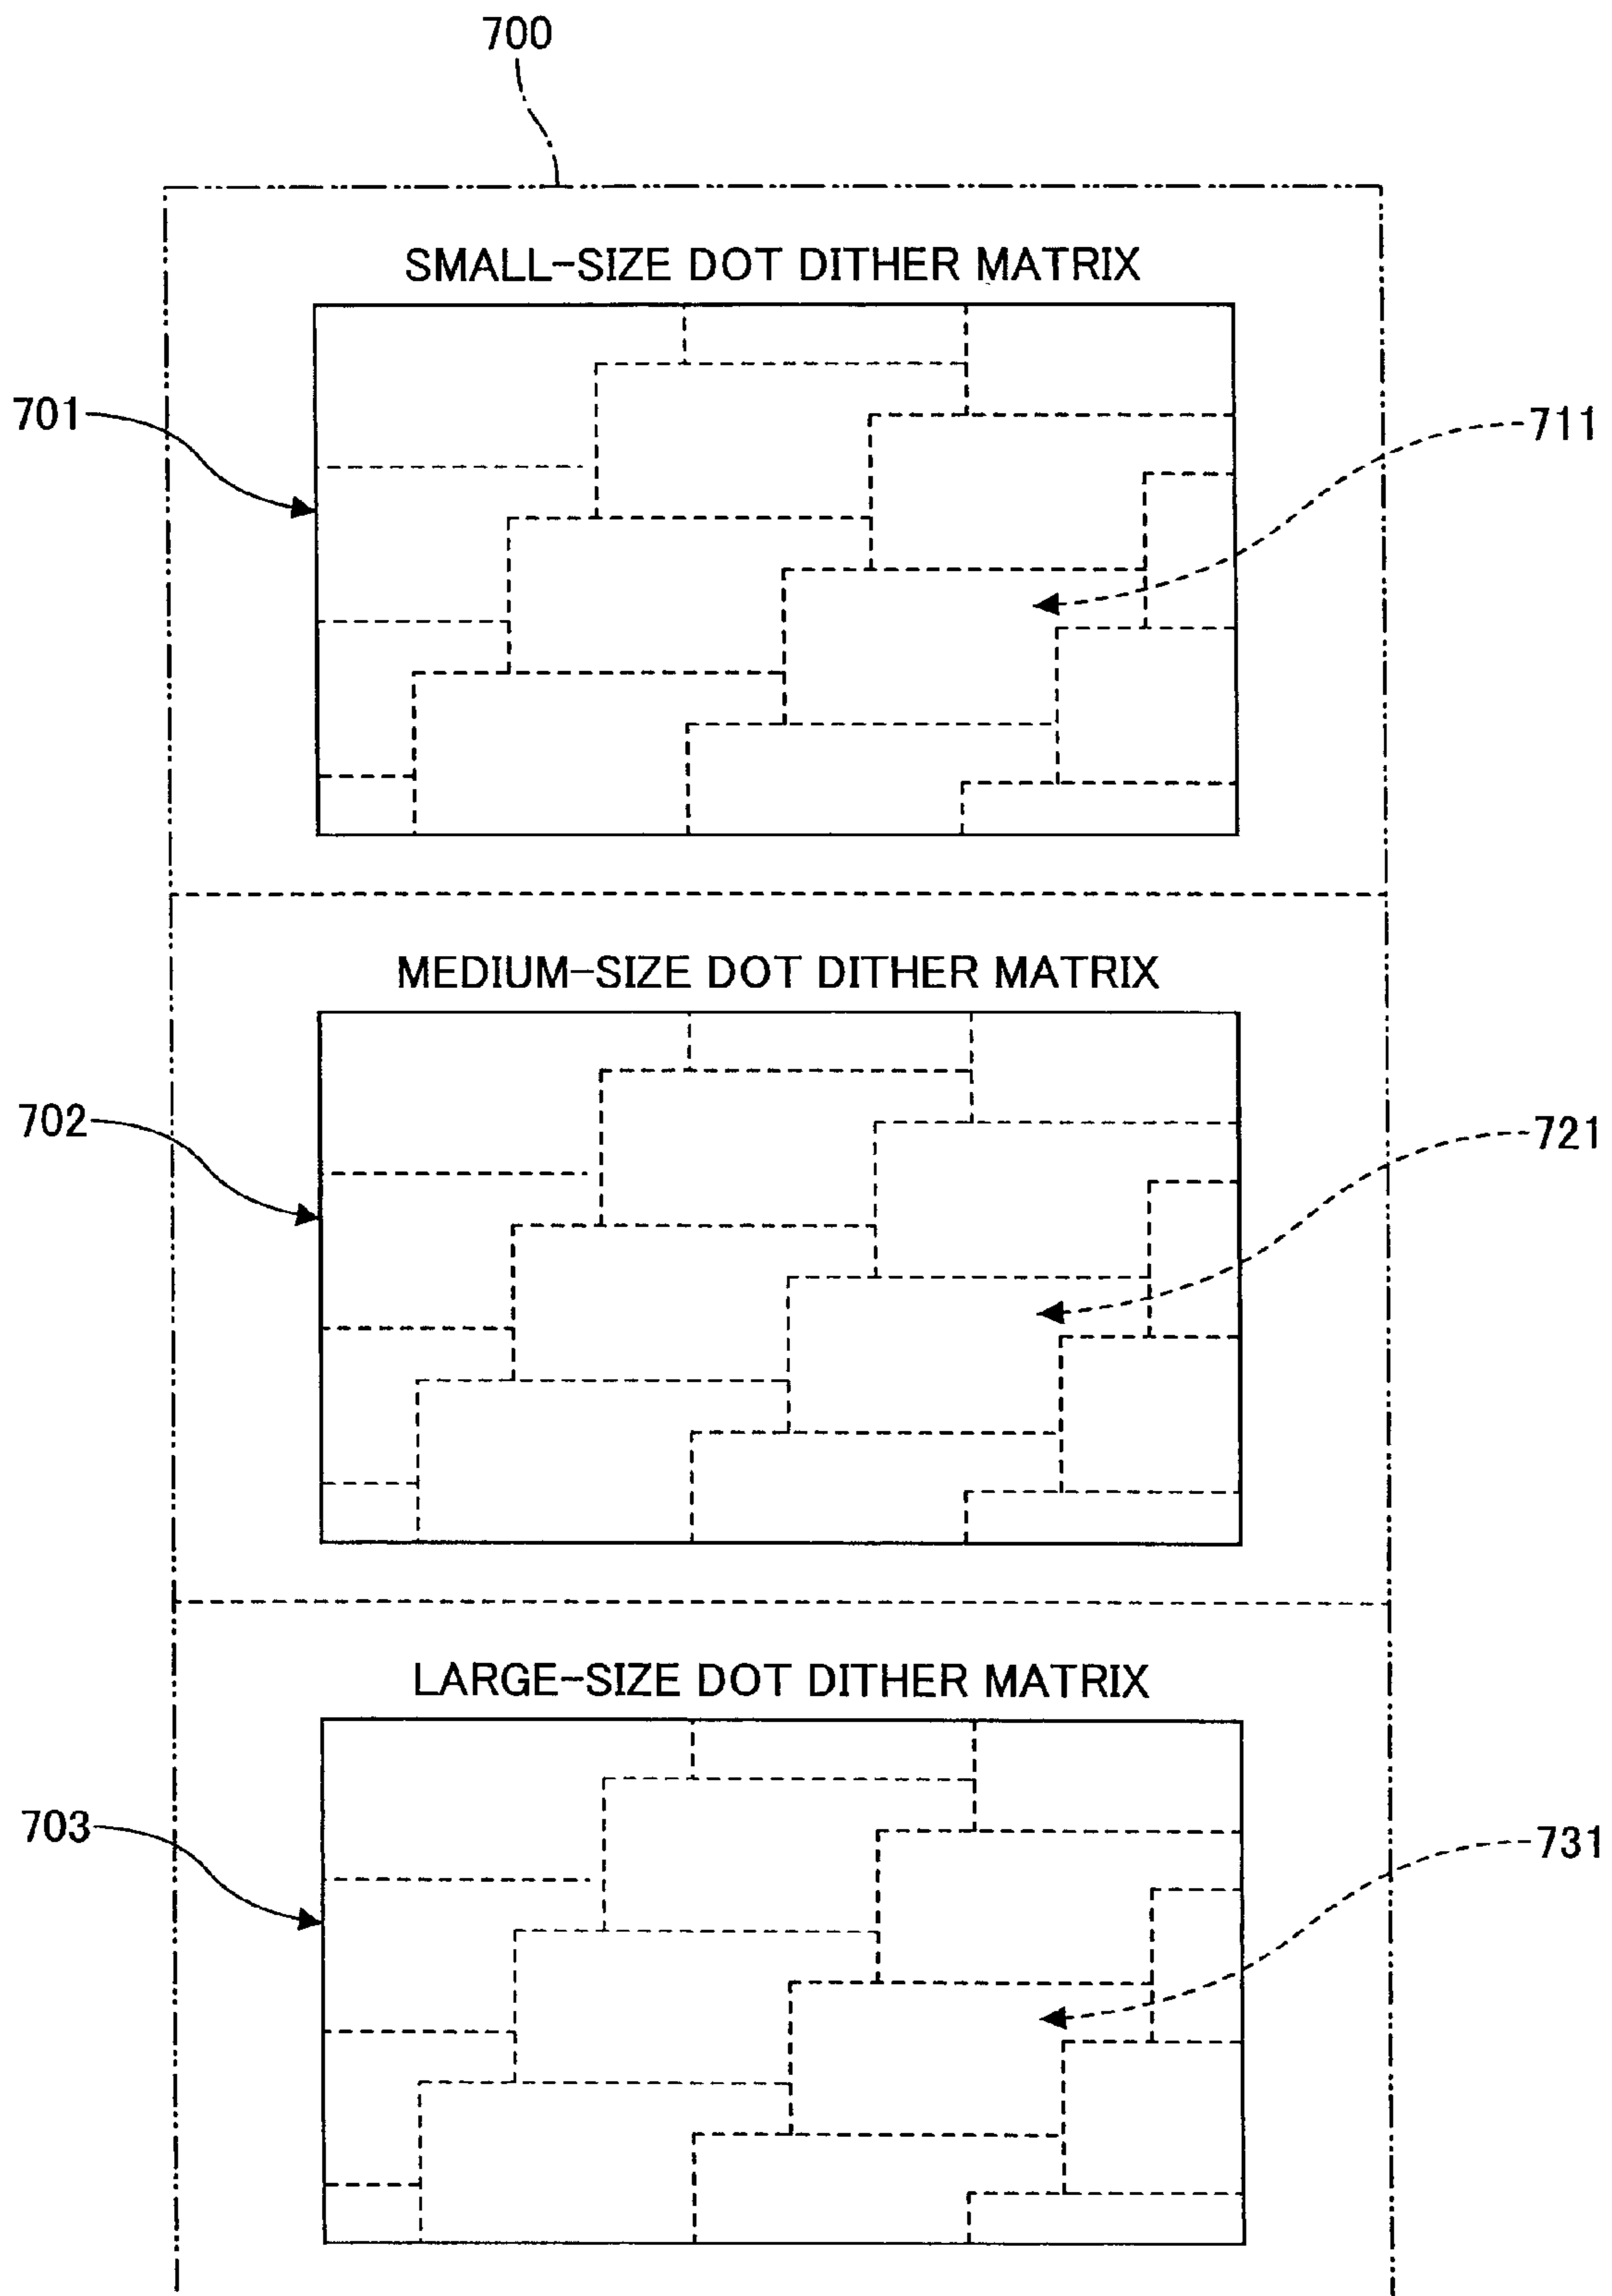 700
SMALL-SIZE DOT DITHER MATRIX
701
711
MEDIUM-SIZE DOT DITHER MATRIX
702
721
LARGE-SIZE DOT DITHER MATRIX
703
731